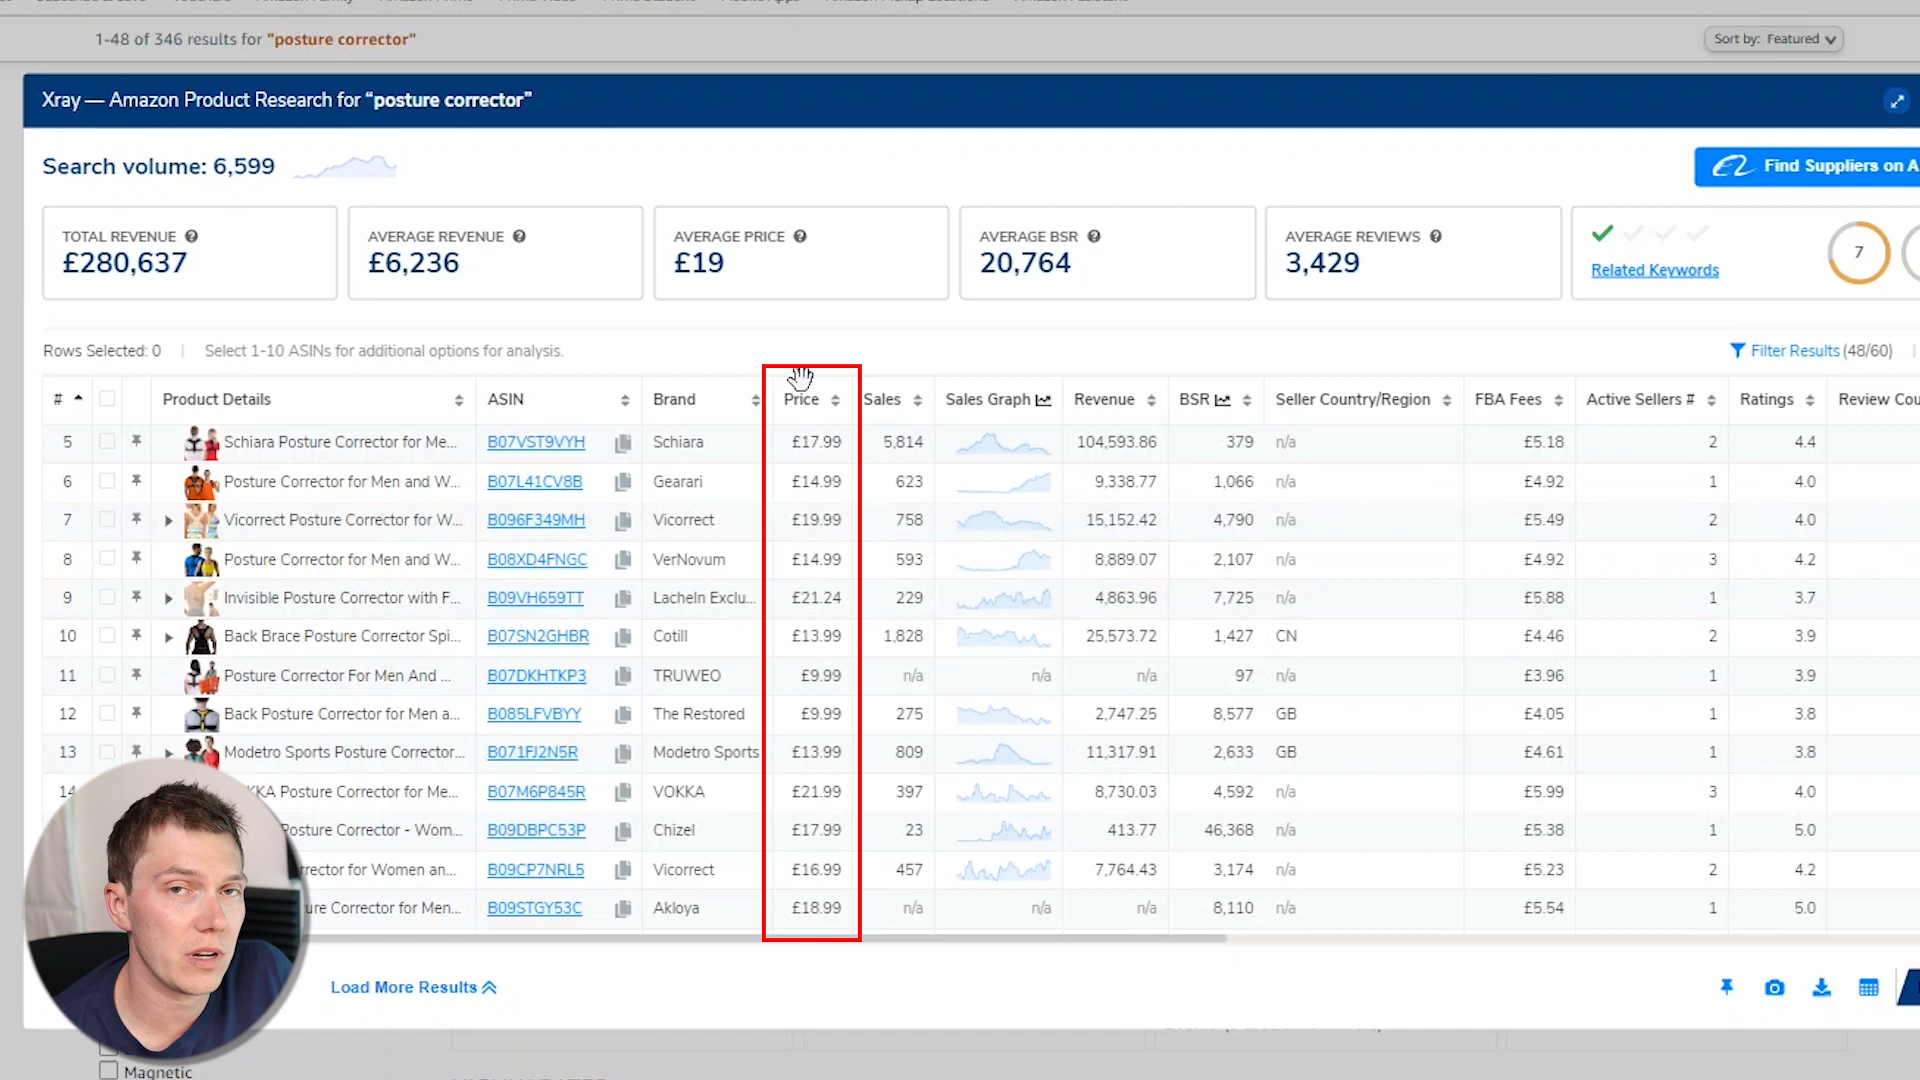 1-48 of 346 results for "posture corrector"
Sort by: Featured
Xray — Amazon Product Research for “posture corrector”
Search volume: 6,599
Find Suppliers on A
TOTAL REVENUE
£280,637
AVERAGE REVENUE
£6,236
AVERAGE PRICE
£19
AVERAGE BSR
20,764
AVERAGE REVIEWS
3,429
Related Keywords
7
Rows Selected: 0 | Select 1-10 ASINs for additional options for analysis.
Filter Results (48/60)
# Product Details ASIN Brand Price Sales Sales Graph Revenue BSR Seller Country/Region FBA Fees Active Sellers # Ratings Review Cou
5 Schiara Posture Corrector for Me... B07VST9VYH Schiara £17.99 5,814 104,593.86 379 n/a £5.18 2 4.4
6 Posture Corrector for Men and W... B07L41CV8B Gearari £14.99 623 9,338.77 1,066 n/a £4.92 1 4.0
7 Vicorrect Posture Corrector for W... B096F349MH Vicorrect £19.99 758 15,152.42 4,790 n/a £5.49 2 4.0
8 Posture Corrector for Men and W... B08XD4FNGC VerNovum £14.99 593 8,889.07 2,107 n/a £4.92 3 4.2
9 Invisible Posture Corrector with F... B09VH659TT Lacheln Exclu... £21.24 229 4,863.96 7,725 n/a £5.88 1 3.7
10 Back Brace Posture Corrector Spi... B07SN2GHBR Cotill £13.99 1,828 25,573.72 1,427 CN £4.46 2 3.9
11 Posture Corrector For Men And ... B07DKHTKP3 TRUWEO £9.99 n/a n/a n/a 97 n/a £3.96 1 3.9
12 Back Posture Corrector for Men a... B085LFVBYY The Restored £9.99 275 2,747.25 8,577 GB £4.05 1 3.8
13 Modetro Sports Posture Corrector... B071FJ2N5R Modetro Sports £13.99 809 11,317.91 2,633 GB £4.61 1 3.8
14 KKA Posture Corrector for Me... B07M6P845R VOKKA £21.99 397 8,730.03 4,592 n/a £5.99 3 4.0
Posture Corrector - Wom... B09DBPC53P Chizel £17.99 23 413.77 46,368 n/a £5.38 1 5.0
rrector for Women an... B09CP7NRL5 Vicorrect £16.99 457 7,764.43 3,174 n/a £5.23 2 4.2
ure Corrector for Men... B09STGY53C Akloya £18.99 n/a n/a n/a 8,110 n/a £5.54 1 5.0
Load More Results
Magnetic